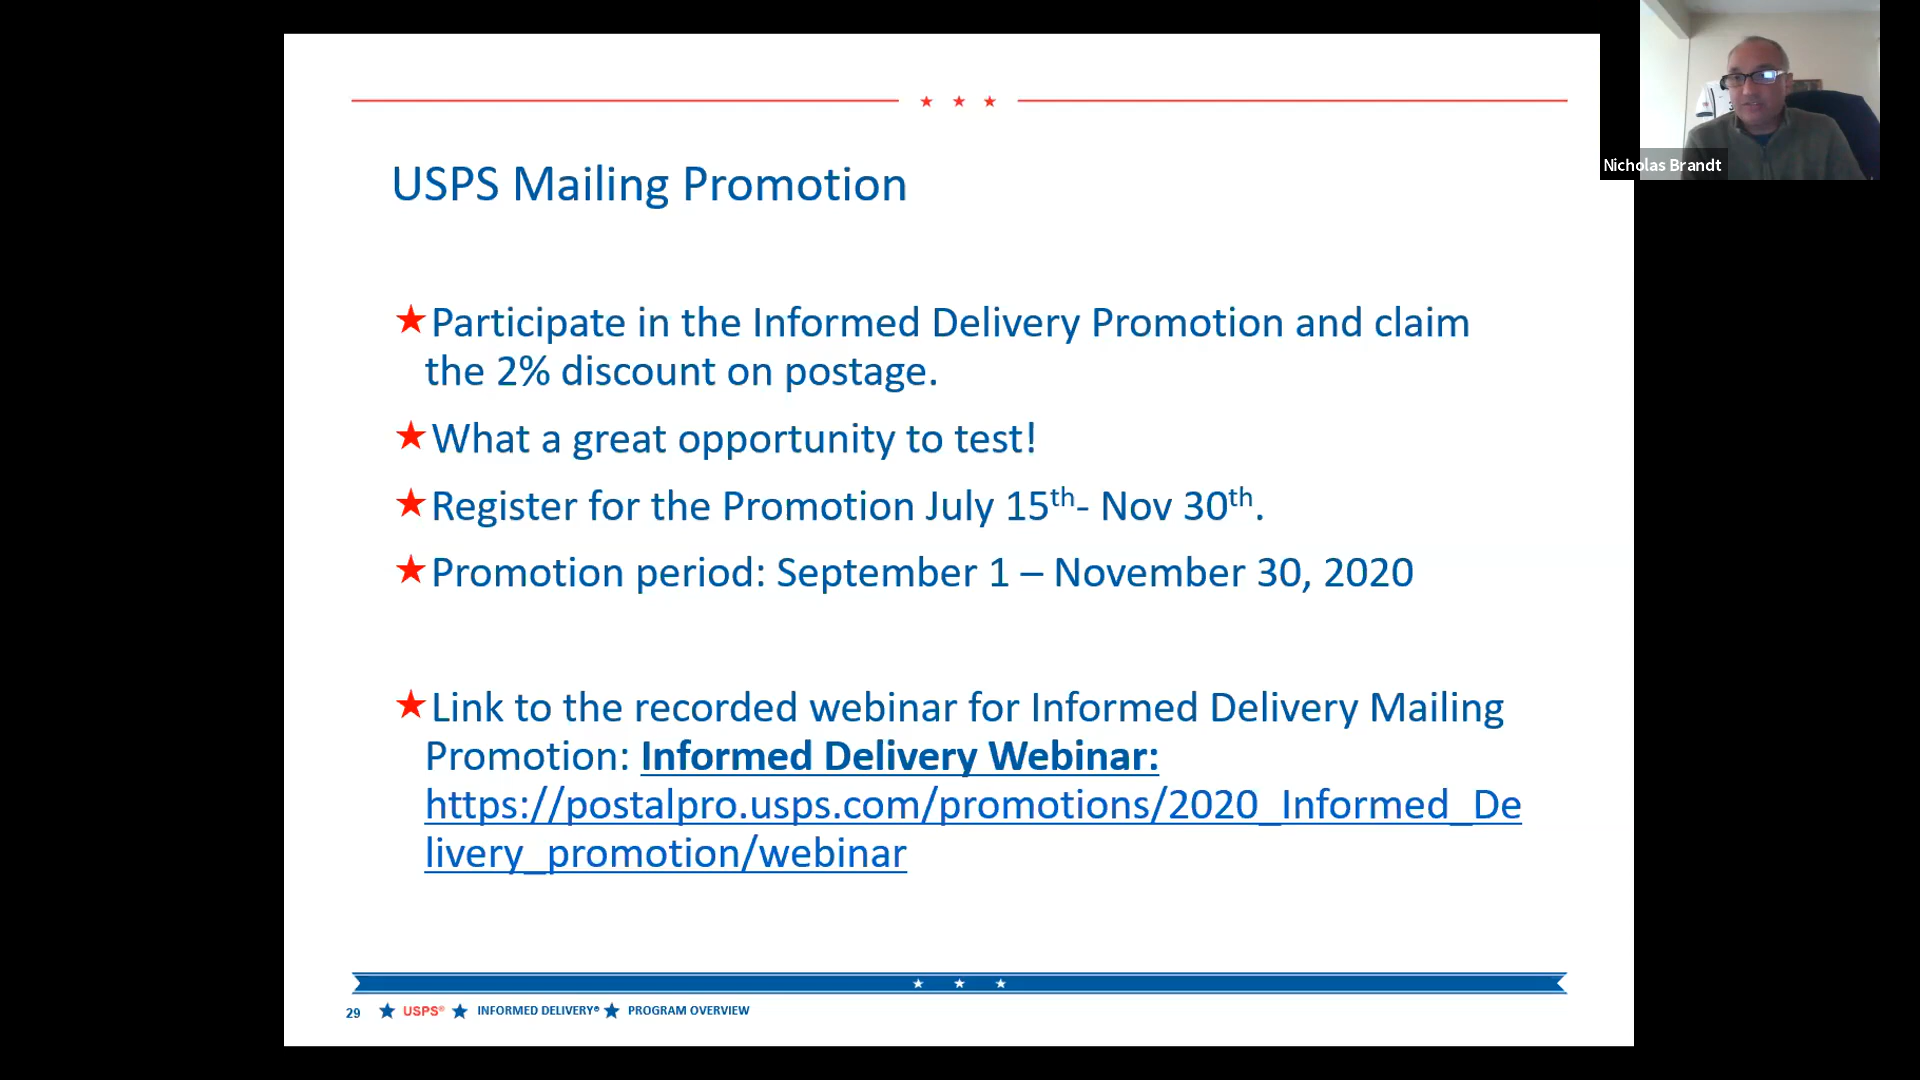 Nicholas Brandt
USPS Mailing Promotion
★Participate in the Informed Delivery Promotion and claim
the 2% discount on postage.
★What a great opportunity to test!
★Register for the Promotion July 15th- Nov 30th.
★Promotion period: September 1 – November 30, 2020
★Link to the recorded webinar for Informed Delivery Mailing
Promotion: Informed Delivery Webinar:
https://postalpro.usps.com/promotions/2020_Informed_De
livery_promotion/webinar
29 ★ USPS® ★ INFORMED DELIVERY® ★ PROGRAM OVERVIEW